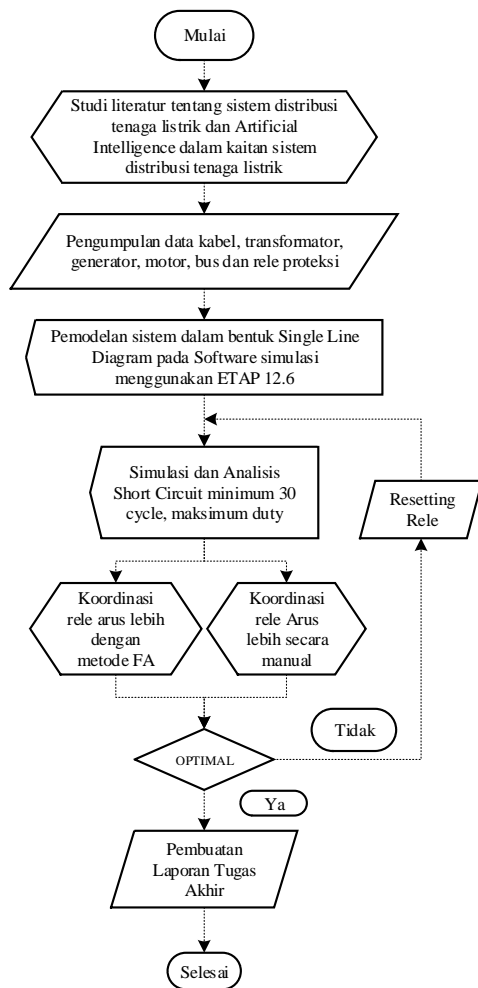 Mulai
Studi literatur tentang sistem distribusi
tenaga listrik dan Artificial
Intelligence dalam kaitan sistem
distribusi tenaga listrik
Pengumpulan data kabel, transformator,
generator, motor, bus dan rele proteksi
Pemodelan sistem dalam bentuk Single Line
Diagram pada Software simulasi
menggunakan ETAP 12.6
Simulasi dan Analisis
Short Circuit minimum 30
cycle, maksimum duty
Resetting
Rele
Koordinasi
rele arus lebih
dengan
metode FA
Koordinasi
rele Arus
lebih secara
manual
Tidak
OPTIMAL
Ya
Pembuatan
Laporan Tugas
Akhir
Selesai